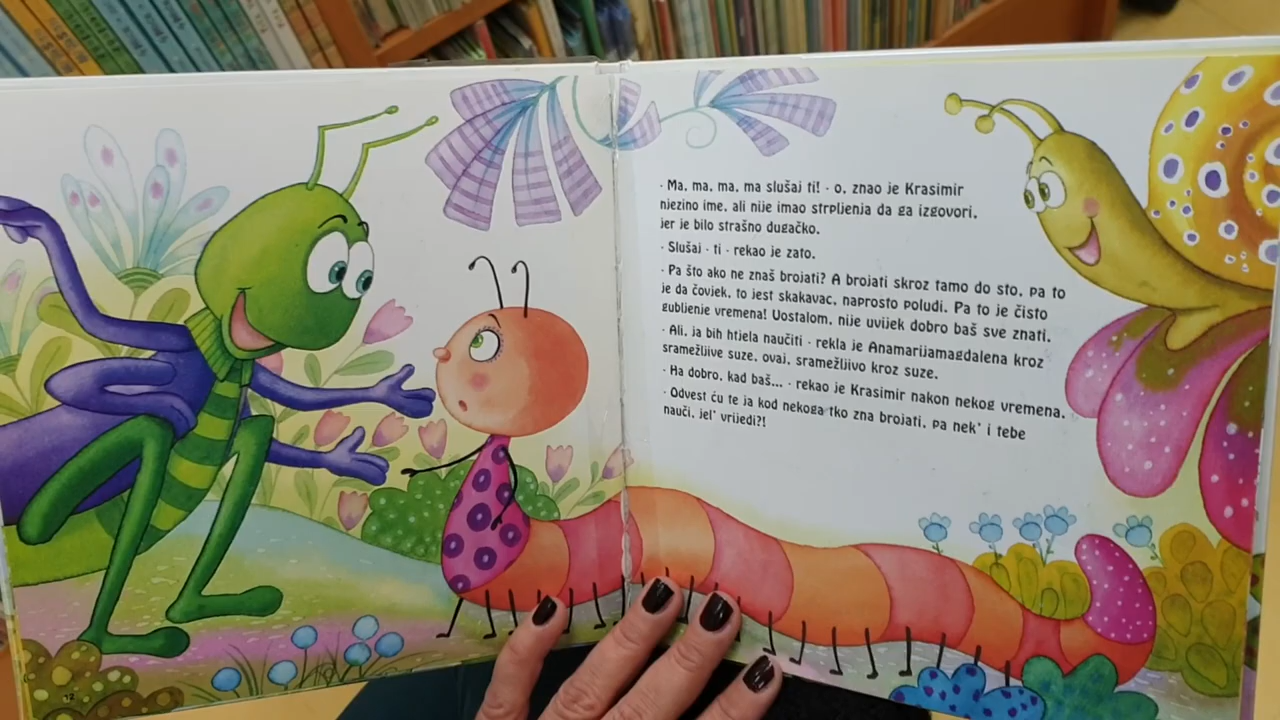 - Ma, ma, ma, ma slušaj ti! - o, znao je Krasimir
njezino ime, ali nije imao strpljenja da ga izgovori,
jer je bilo strašno dugačko.
- Slušaj - ti - rekao je zato.
- Pa što ako ne znaš brojati? A brojati skroz tamo do sto, pa to
je da čovjek, to jest skakavac, naprosto poludi. Pa to je čisto
gubljenje vremena! Uostalom, nije uvijek dobro baš sve znati.
- Ali, ja bih htjela naučiti - rekla je Anamarijamagdalena kroz
sramežljive suze, ovaj, sramežljivo kroz suze.
- Ha dobro, kad baš... - rekao je Krasimir nakon nekog vremena.
- Odvest ću te ja kod nekoga tko zna brojati, pa nek' i tebe
nauči, jel' vrijedi?!
12